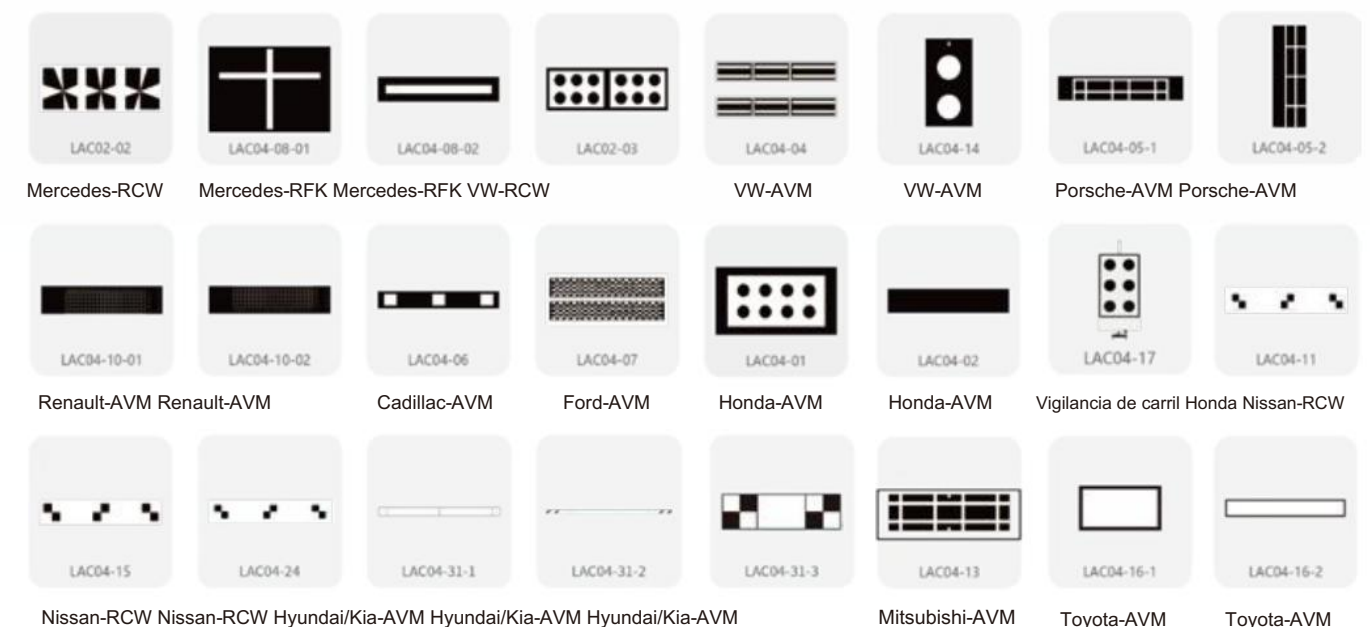 LAC02-02 LAC04-08-01 LAC04-08-02 LAC02-03 LAC04-04 LAC04-14 LAC04-05-1 LAC04-05-2
Mercedes-RCW Mercedes-RFK Mercedes-RFK VW-RCW VW-AVM VW-AVM Porsche-AVM Porsche-AVM
LAC04-10-01 LAC04-10-02 LAC04-06 LAC04-07 LAC04-01 LAC04-02 LAC04-17 LAC04-11
Renault-AVM Renault-AVM Cadillac-AVM Ford-AVM Honda-AVM Honda-AVM Vigilancia de carril Honda Nissan-RCW
LAC04-15 LAC04-24 LAC04-31-1 LAC04-31-2 LAC04-31-3 LAC04-13 LAC04-16-1 LAC04-16-2
Nissan-RCW Nissan-RCW Hyundai/Kia-AVM Hyundai/Kia-AVM Hyundai/Kia-AVM Mitsubishi-AVM Toyota-AVM Toyota-AVM